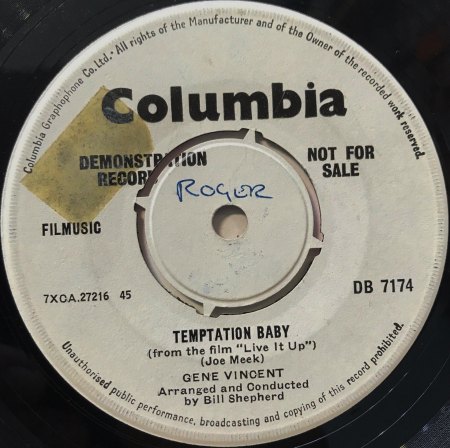 Columbia Graphophone Co. Ltd. - All rights of the Manufacturer and of the Owner of the recorded work reserved.
Columbia
DEMONSTRATION
RECORD
NOT FOR
SALE
ROGER
FILMUSIC
7XCA.27216 45
DB 7174
TEMPTATION BABY
(from the film "Live It Up")
(Joe Meek)
GENE VINCENT
Arranged and Conducted
by Bill Shepherd
Unauthorised public performance, broadcasting and copying of this record prohibited.